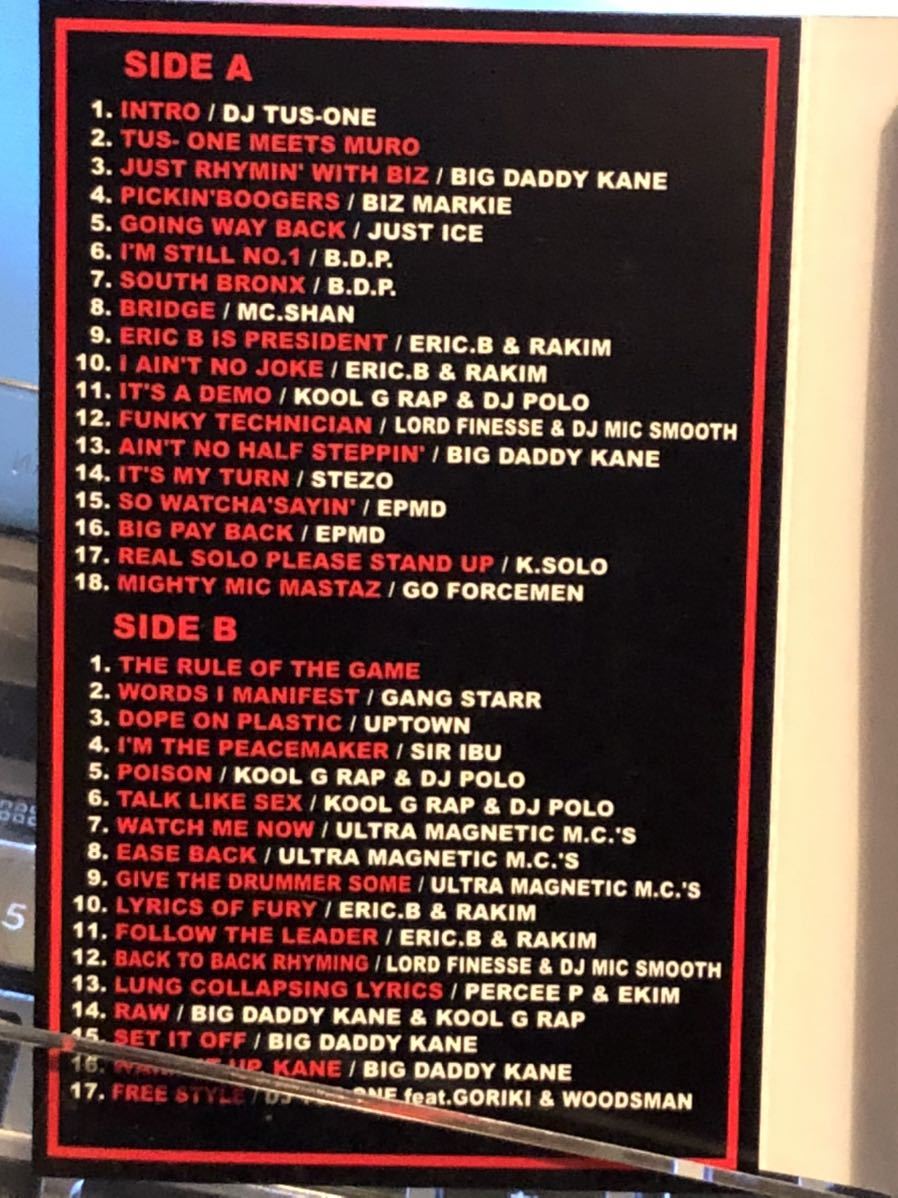 SIDE A
1. INTRO / DJ TUS-ONE
2. TUS- ONE MEETS MURO
3. JUST RHYMIN' WITH BIZ / BIG DADDY KANE
4. PICKIN'BOOGERS / BIZ MARKIE
5. GOING WAY BACK / JUST ICE
6. I'M STILL NO.1 / B.D.P.
7. SOUTH BRONX / B.D.P.
8. BRIDGE / MC.SHAN
9. ERIC B IS PRESIDENT / ERIC.B & RAKIM
10. I AIN'T NO JOKE / ERIC.B & RAKIM
11. IT'S A DEMO / KOOL G RAP & DJ POLO
12. FUNKY TECHNICIAN / LORD FINESSE & DJ MIC SMOOTH
13. AIN'T NO HALF STEPPIN' / BIG DADDY KANE
14. IT'S MY TURN / STEZO
15. SO WATCHA'SAYIN' / EPMD
16. BIG PAY BACK / EPMD
17. REAL SOLO PLEASE STAND UP / K.SOLO
18. MIGHTY MIC MASTAZ / GO FORCEMEN
SIDE B
1. THE RULE OF THE GAME
2. WORDS I MANIFEST / GANG STARR
3. DOPE ON PLASTIC / UPTOWN
4. I'M THE PEACEMAKER / SIR IBU
5. POISON / KOOL G RAP & DJ POLO
6. TALK LIKE SEX / KOOL G RAP & DJ POLO
7. WATCH ME NOW / ULTRA MAGNETIC M.C.'S
8. EASE BACK / ULTRA MAGNETIC M.C.'S
9. GIVE THE DRUMMER SOME / ULTRA MAGNETIC M.C.'S
10. LYRICS OF FURY / ERIC.B & RAKIM
11. FOLLOW THE LEADER / ERIC.B & RAKIM
12. BACK TO BACK RHYMING / LORD FINESSE & DJ MIC SMOOTH
13. LUNG COLLAPSING LYRICS / PERCEE P & EKIM
14. RAW / BIG DADDY KANE & KOOL G RAP
15. SET IT OFF / BIG DADDY KANE
16. UP, KANE / BIG DADDY KANE
17. FREE STYLE / DJ feat.GORIKI & WOODSMAN
5